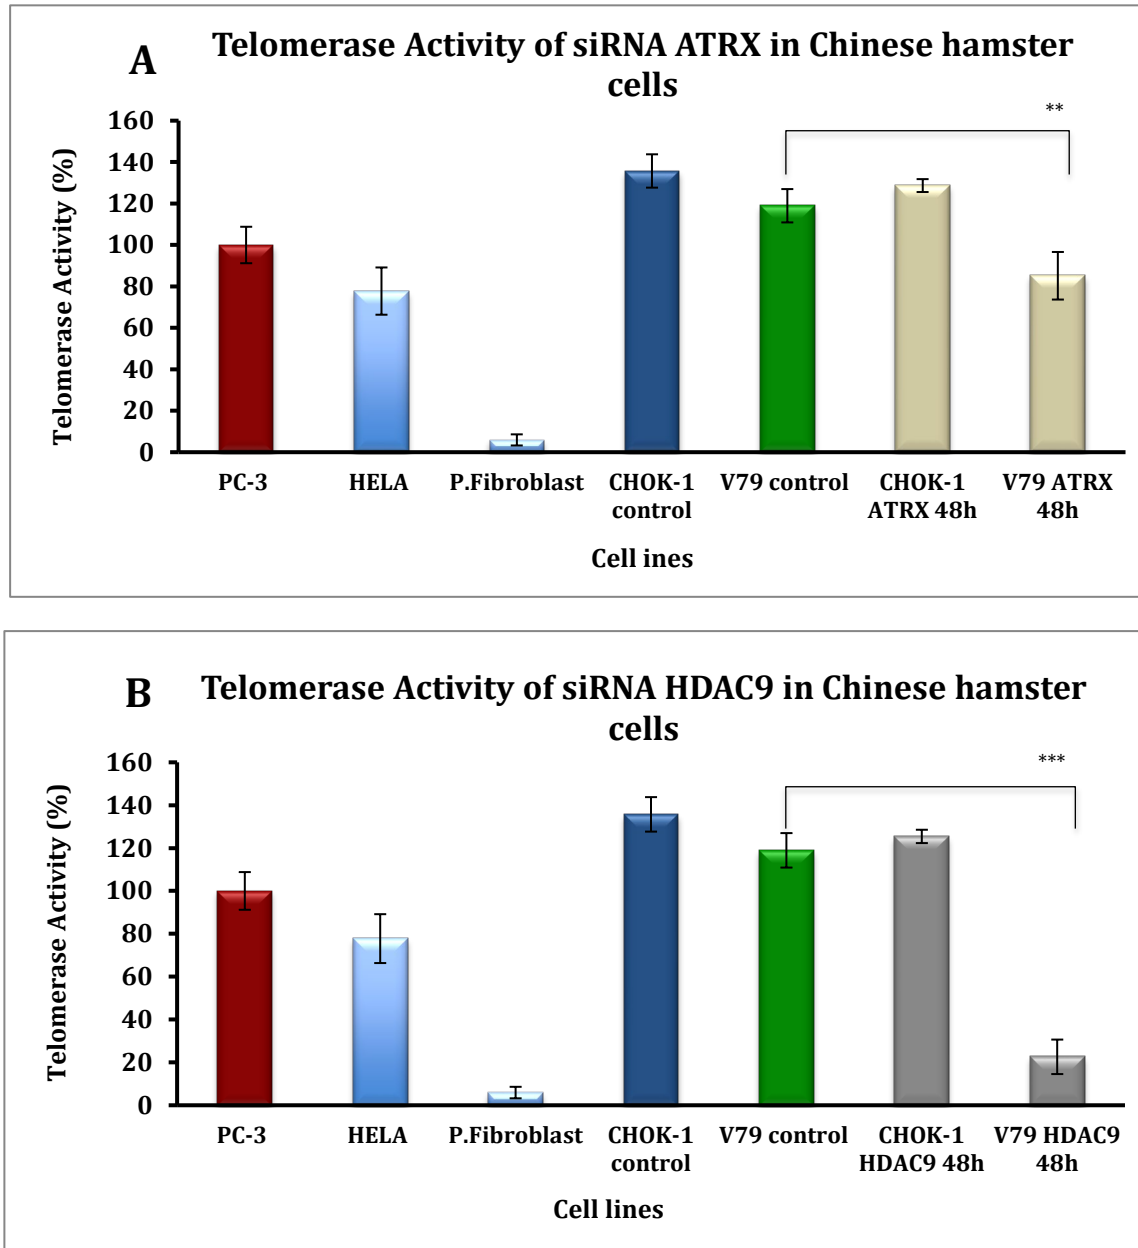 A
Telomerase Activity of siRNA ATRX in Chinese hamster
cells
**
Telomerase Activity (%)
160
140
120
100
80
60
40
20
0
PC-3 HELA P.Fibroblast CHOK-1 V79 control CHOK-1 V79 ATRX
control ATRX 48h 48h
Cell ines
B
Telomerase Activity of siRNA HDAC9 in Chinese hamster
cells
***
Telomerase Activity (%)
160
140
120
100
80
60
40
20
0
PC-3 HELA P.Fibroblast CHOK-1 V79 control CHOK-1 V79 HDAC9
control HDAC9 48h 48h
Cell lines